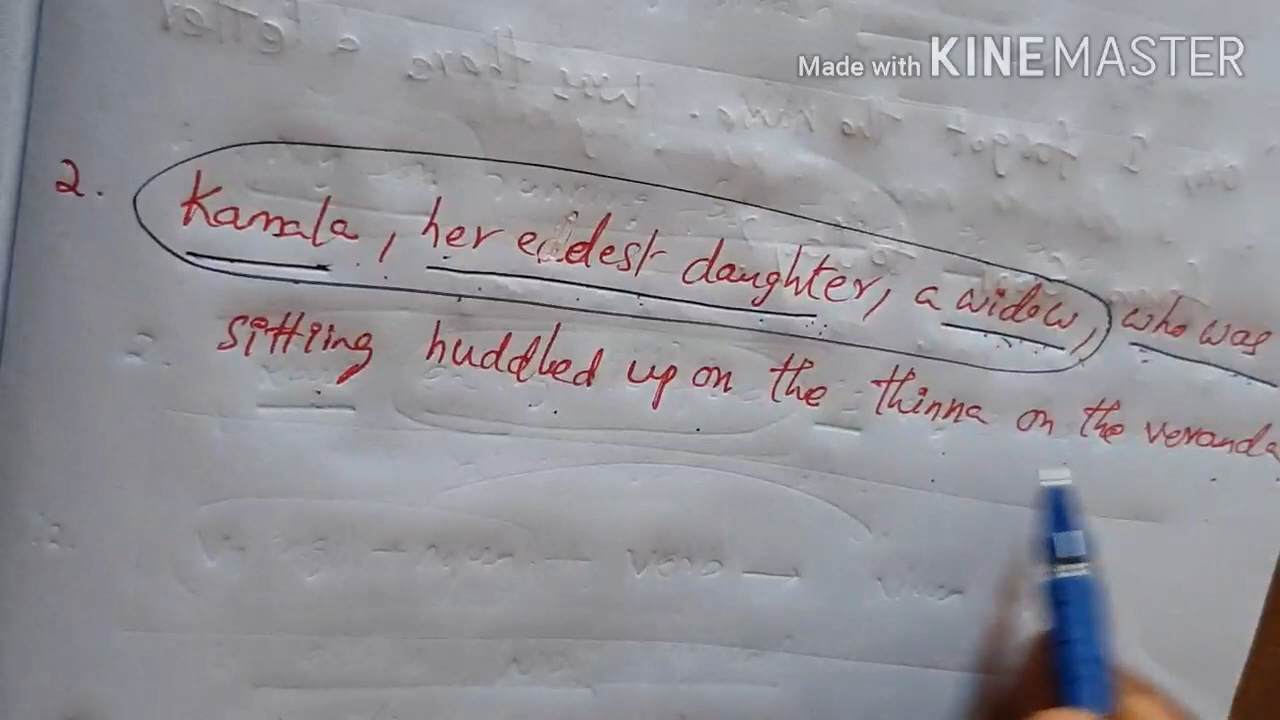 Made with KINEMASTER
2. Kamala, her eldest daughter, a widow, who was
sitting huddled up on the thinna on the veranda